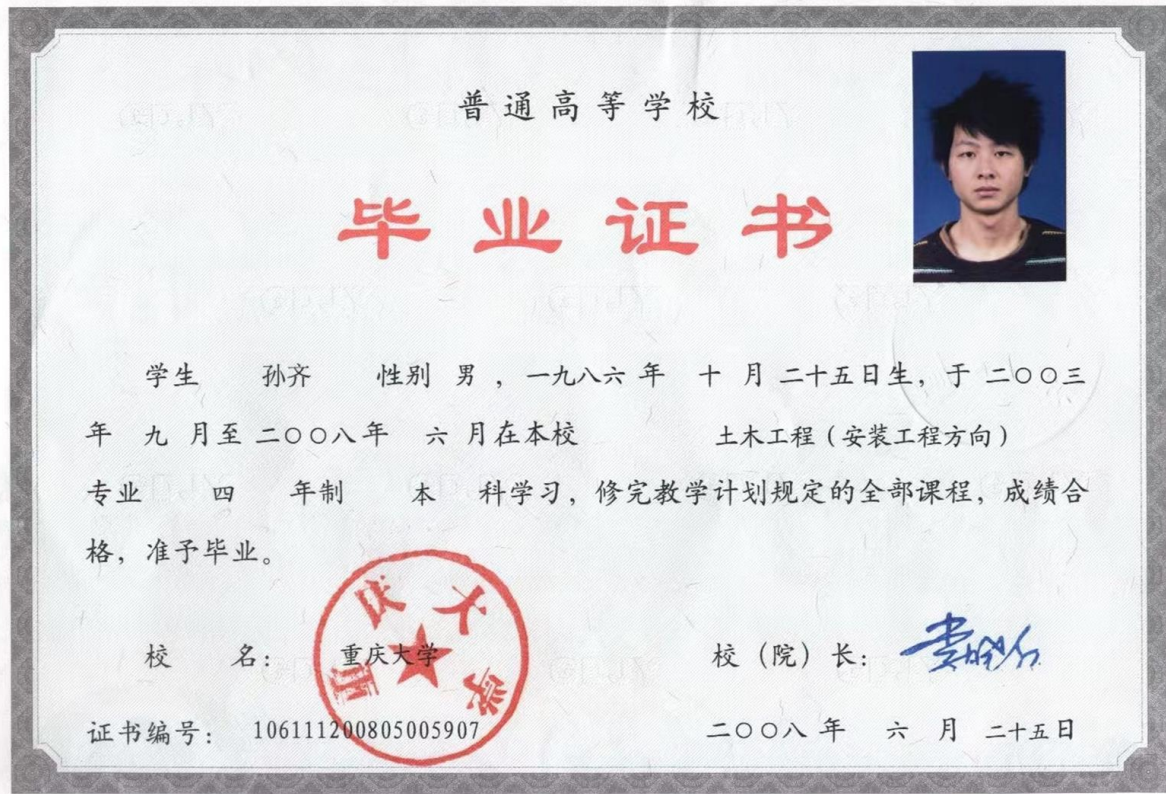 普通高等学校
毕业证书
学生 孙齐 性别 男 ，一九八六 年 十 月 二十五日生，于 二〇〇三
年 九 月至 二〇〇八年 六 月在本校 土木工程（安装工程方向）
专业 四 年制 本 科学习，修完教学计划规定的全部课程，成绩合
格，准予毕业。
重庆大学
校 名： 重庆大学 校（院）长：
证书编号： 106111200805005907 二〇〇八 年 六 月 二十五日